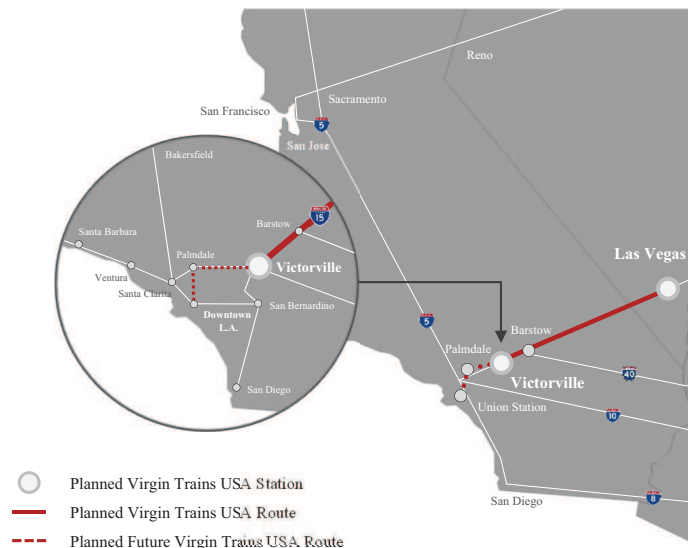 Reno
Sacramento
San Francisco
5
San Jose
Bakersfield
15
Santa Barbara
Barstow
Palmdale
Victorville
Ventura
Santa Clarita
Downtown
L.A.
San Bernardino
San Diego
Las Vegas
5
Barstow
Palmdale
40
Victorville
Union Station
10
San Diego
8
Planned Virgin Trains USA Station
Planned Virgin Trains USA Route
Planned Future Virgin Trains USA Route